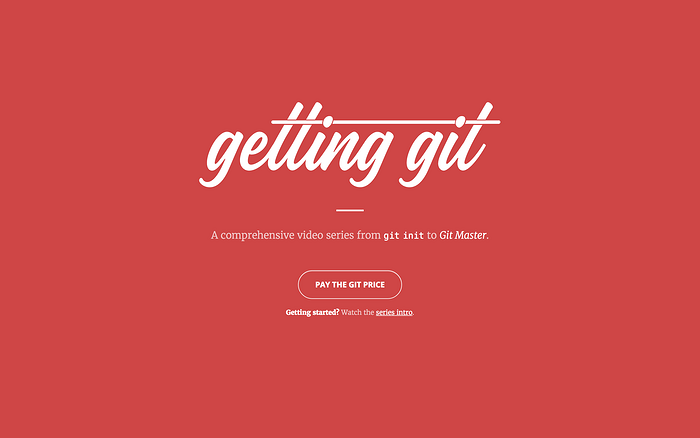 getting git
A comprehensive video series from git init to Git Master.
PAY THE GIT PRICE
Getting started? Watch the series intro.